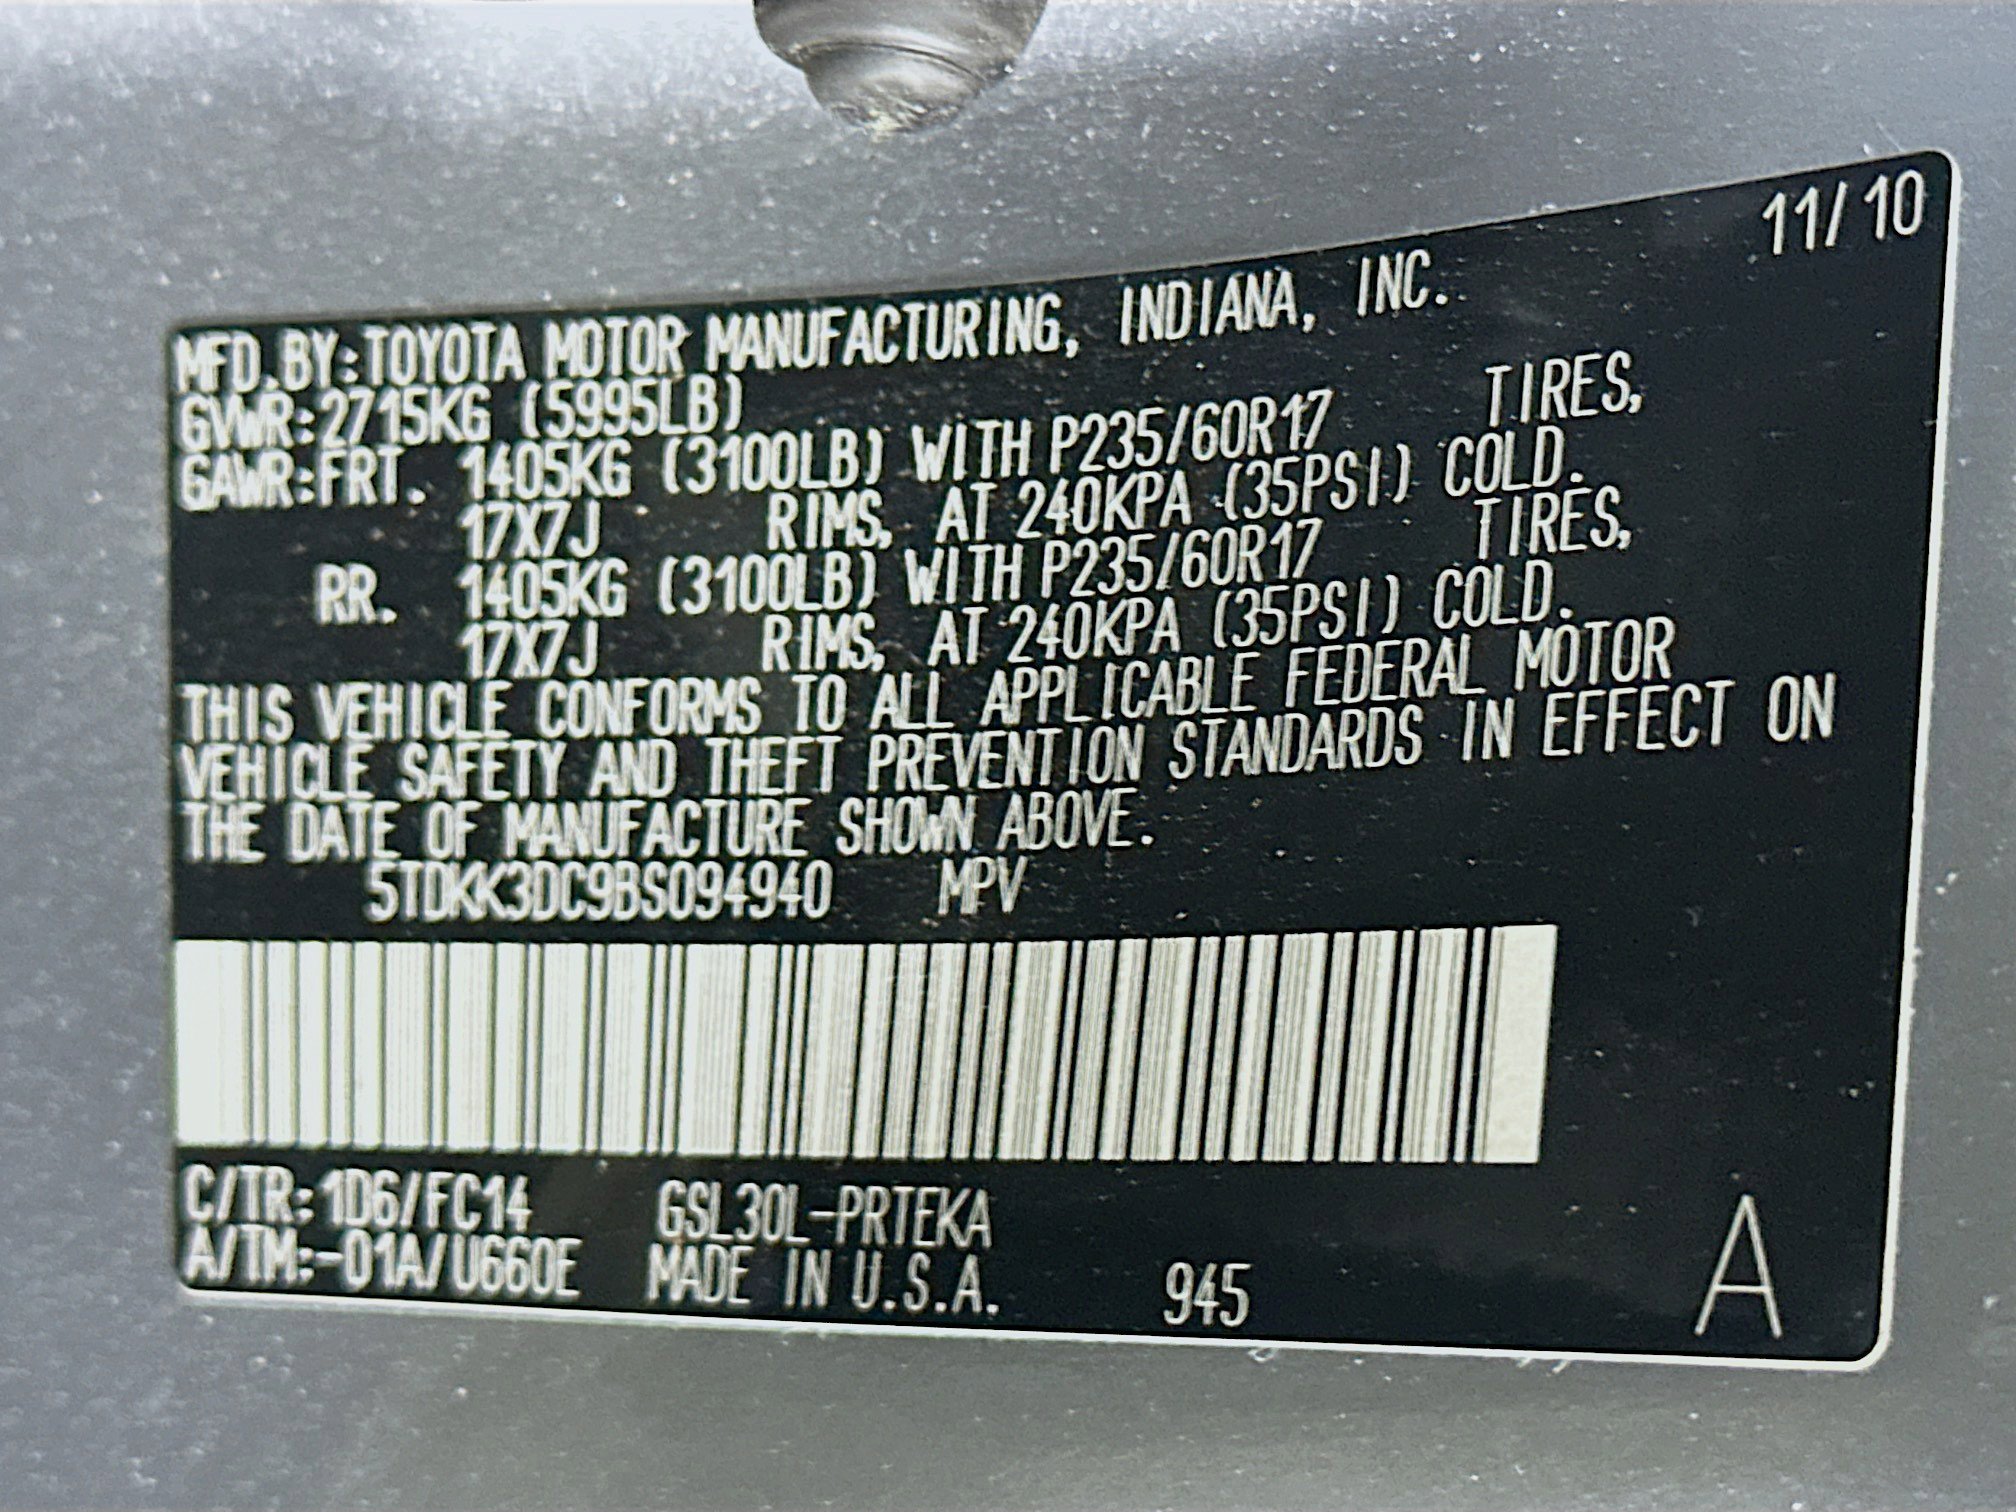 11/10
MFD.BY:TOYOTA MOTOR MANUFACTURING, INDIANA, INC.
GVWR:2715KG (5995LB)
GAWR:FRT. 1405KG (3100LB) WITH P235/60R17 TIRES,
17X7J RIMS, AT 240KPA (35PSI) COLD.
RR. 1405KG (3100LB) WITH P235/60R17 TIRES,
17X7J RIMS, AT 240KPA (35PSI) COLD.
THIS VEHICLE CONFORMS TO ALL APPLICABLE FEDERAL MOTOR
VEHICLE SAFETY AND THEFT PREVENTION STANDARDS IN EFFECT ON
THE DATE OF MANUFACTURE SHOWN ABOVE.
5TDKK3DC9BS094940 MPV
C/TR:1D6/FC14 GSL30L-PRTEKA
A/TM:-01A/U660E MADE IN U.S.A. 945 A